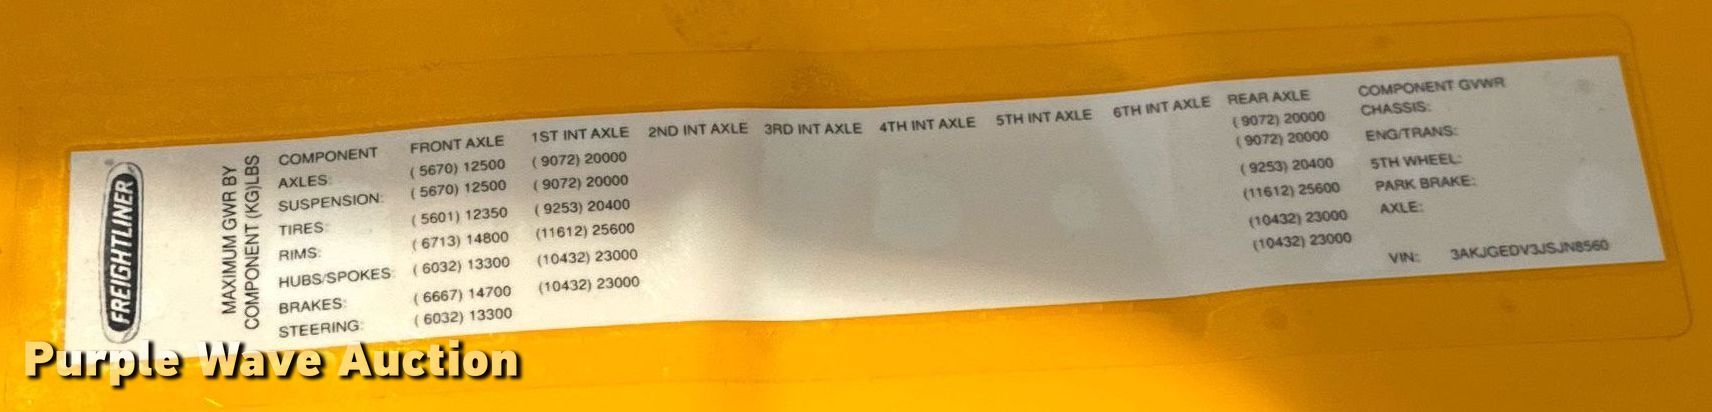 FREIGHTLINER
MAXIMUM GWR BY
COMPONENT (KG)LBS
COMPONENT FRONT AXLE 1ST INT AXLE 2ND INT AXLE 3RD INT AXLE 4TH INT AXLE 5TH INT AXLE 6TH INT AXLE REAR AXLE COMPONENT GVWR
AXLES: ( 5670) 12500 ( 9072) 20000 ( 9072) 20000 CHASSIS:
SUSPENSION: ( 5670) 12500 ( 9072) 20000 ( 9072) 20000 ENG/TRANS:
TIRES: ( 5601) 12350 ( 9253) 20400 ( 9253) 20400 5TH WHEEL:
RIMS: ( 6713) 14800 (11612) 25600 (11612) 25600 PARK BRAKE:
HUBS/SPOKES: ( 6032) 13300 (10432) 23000 (10432) 23000 AXLE:
BRAKES: ( 6667) 14700 (10432) 23000 (10432) 23000
STEERING: ( 6032) 13300
VIN: 3AKJGEDV3JSJN8560
Purple Wave Auction